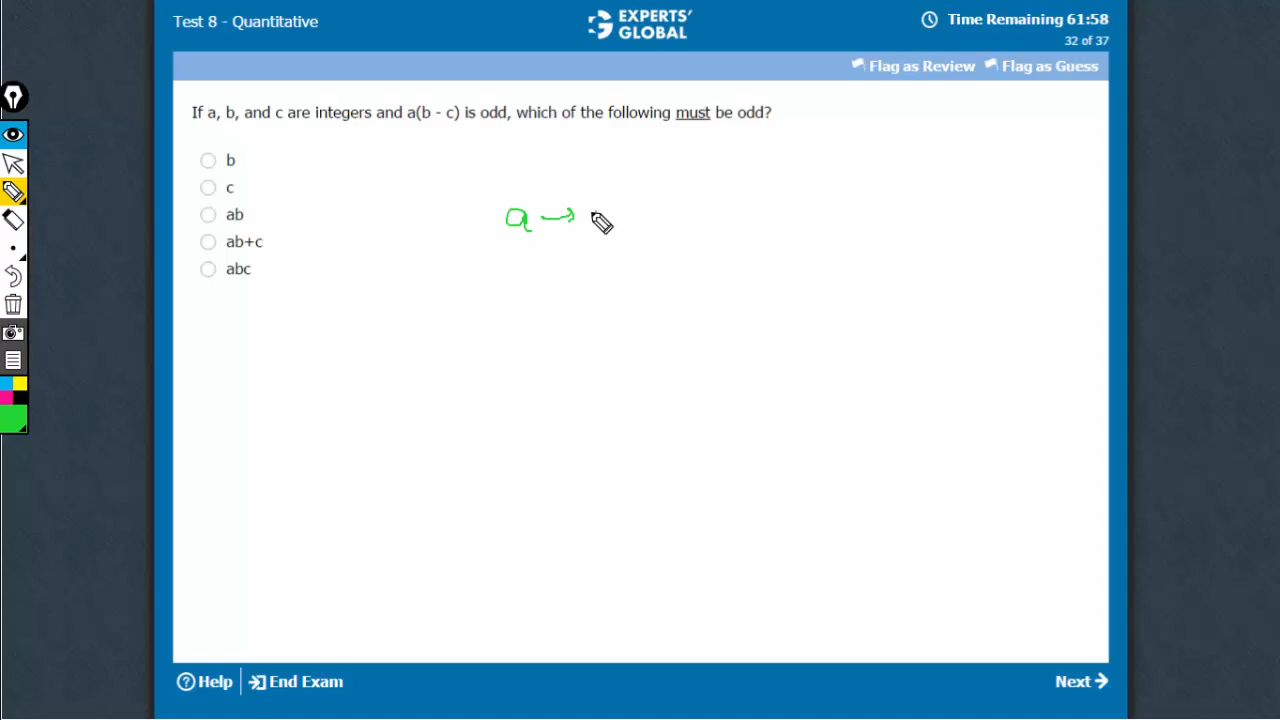 Test 8 - Quantitative
EXPERTS'
GLOBAL
Time Remaining 61:58
32 of 37
Flag as Review
Flag as Guess
If a, b, and c are integers and a(b - c) is odd, which of the following must be odd?
b
c
ab
ab+c
abc
a →
Help
End Exam
Next